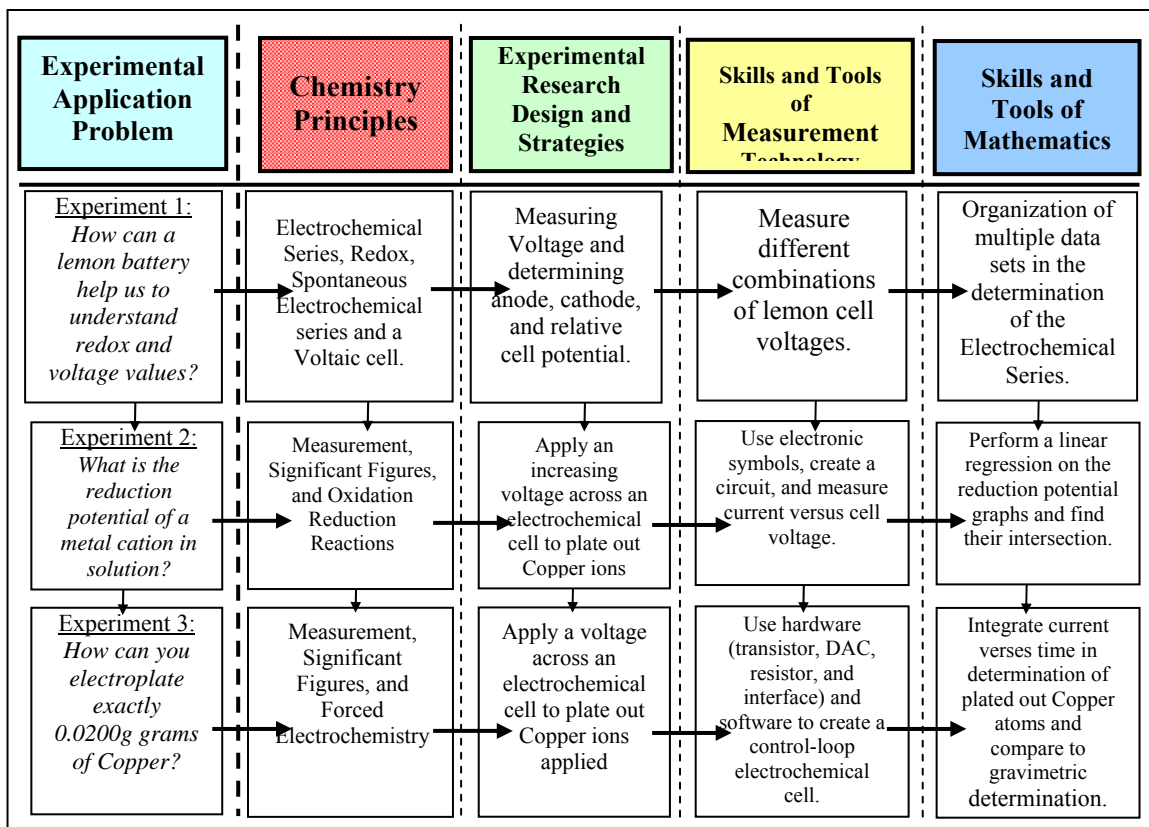 Experimental
Application
Problem
Chemistry
Principles
Experimental
Research
Design and
Strategies
Skills and Tools
of
Measurement
Technology
Skills and
Tools of
Mathematics
Experiment 1:
How can a
lemon battery
help us to
understand
redox and
voltage values?
Electrochemical
Series, Redox,
Spontaneous
Electrochemical
series and a
Voltaic cell.
Measuring
Voltage and
determining
anode, cathode,
and relative
cell potential.
Measure
different
combinations
of lemon cell
voltages.
Organization of
multiple data
sets in the
determination
of the
Electrochemical
Series.
Experiment 2:
What is the
reduction
potential of a
metal cation in
solution?
Measurement,
Significant Figures,
and Oxidation
Reduction
Reactions
Apply an
increasing
voltage across an
electrochemical
cell to plate out
Copper ions
Use electronic
symbols, create a
circuit, and measure
current versus cell
voltage.
Perform a linear
regression on the
reduction potential
graphs and find
their intersection.
Experiment 3:
How can you
electroplate
exactly
0.0200g grams
of Copper?
Measurement,
Significant
Figures, and
Forced
Electrochemistry
Apply a voltage
across an
electrochemical
cell to plate out
Copper ions
applied
Use hardware
(transistor, DAC,
resistor, and
interface) and
software to create a
control-loop
electrochemical
cell.
Integrate current
verses time in
determination of
plated out Copper
atoms and
compare to
gravimetric
determination.